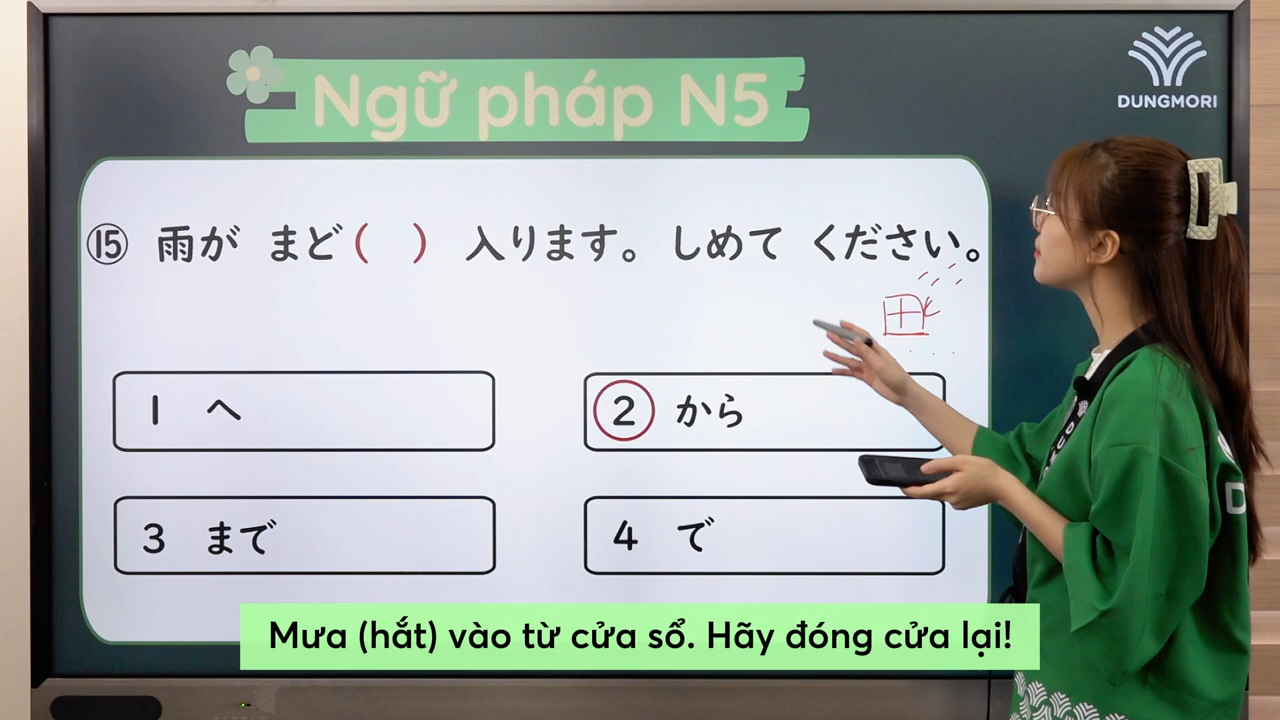 Ngữ pháp N5
DUNGMORI
⑮ 雨が まど( ) 入ります。 しめて ください。
1 へ
2 から
3 まで
4 で
Mưa (hắt) vào từ cửa sổ. Hãy đóng cửa lại!